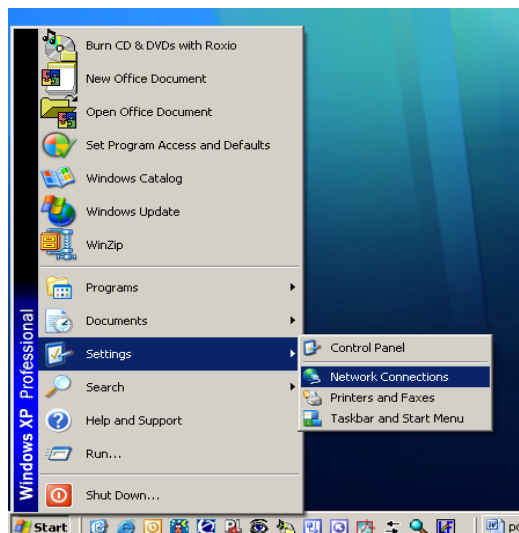 Burn CD & DVDs with Roxio
New Office Document
Open Office Document
Set Program Access and Defaults
Windows Catalog
Windows Update
WinZip
Programs
Documents
Settings
Search
Help and Support
Run...
Shut Down...
Control Panel
Network Connections
Printers and Faxes
Taskbar and Start Menu
Windows XP Professional
Start